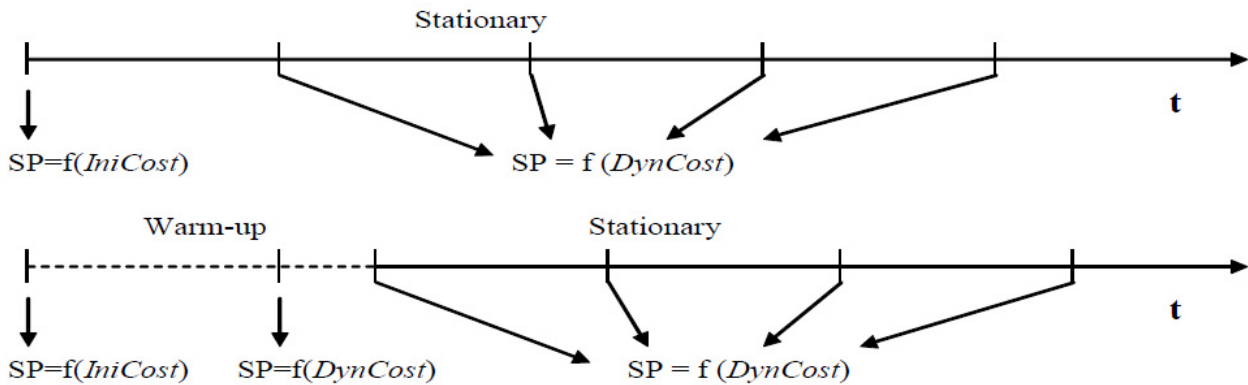 Stationary
t
SP=f(IniCost) SP = f (DynCost)
Warm-up Stationary
t
SP=f(IniCost) SP=f(DynCost) SP = f (DynCost)